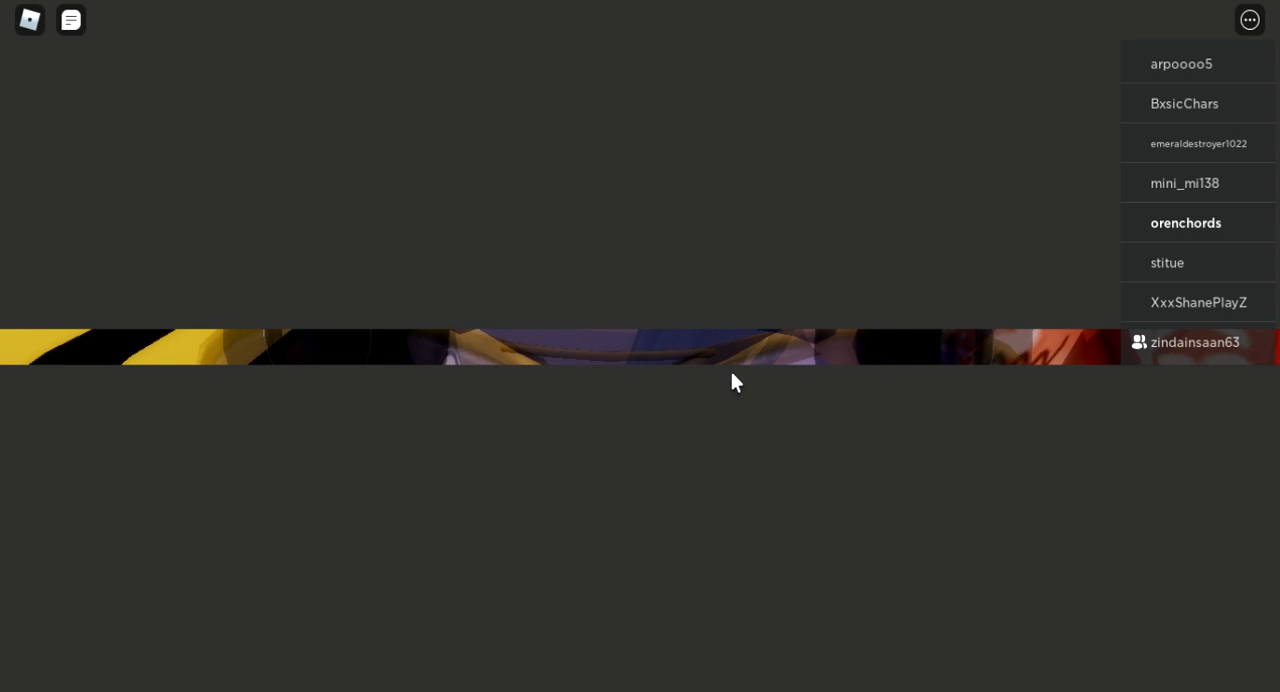 arpoooo5
BxsicChars
emeraldestroyer1022
mini_mi138
orenchords
stitue
XxxShanePlayZ
zindainsaan63